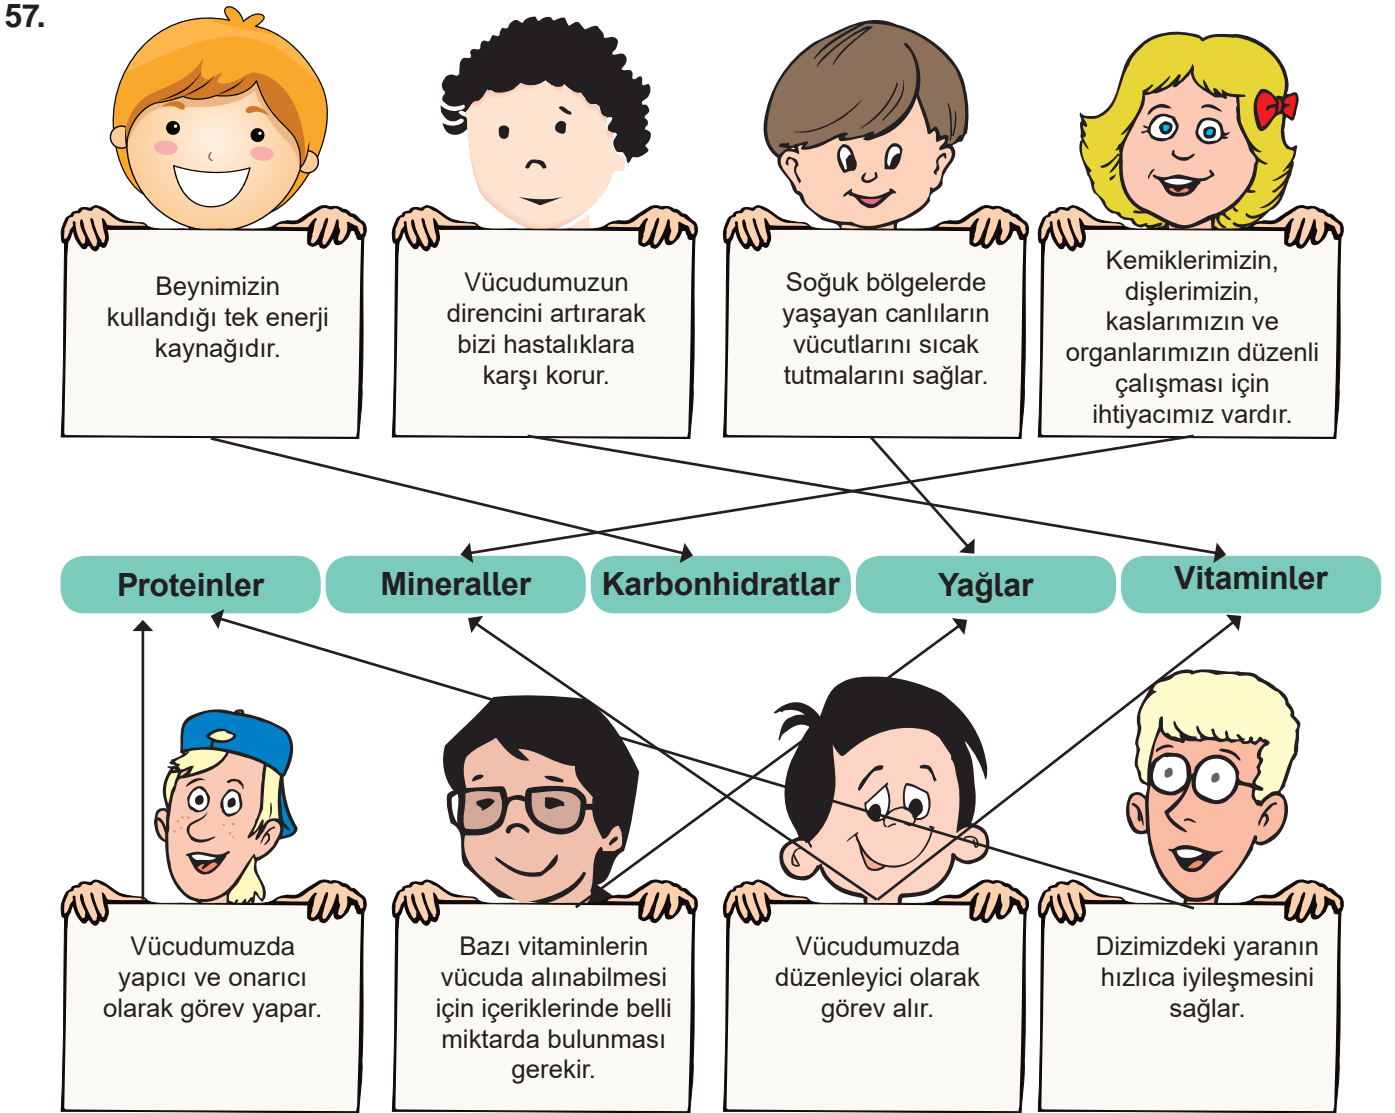 57.
Beynimizin
kullandığı tek enerji
kaynağıdır.
Vücudumuzun
direncini artırarak
bizi hastalıklara
karşı korur.
Soğuk bölgelerde
yaşayan canlıların
vücutlarını sıcak
tutmalarını sağlar.
Kemiklerimizin,
dişlerimizin,
kaslarımızın ve
organlarımızın düzenli
çalışması için
ihtiyacımız vardır.
Proteinler
Mineraller
Karbonhidratlar
Yağlar
Vitaminler
Vücudumuzda
yapıcı ve onarıcı
olarak görev yapar.
Bazı vitaminlerin
vücuda alınabilmesi
için içeriklerinde belli
miktarda bulunması
gerekir.
Vücudumuzda
düzenleyici olarak
görev alır.
Dizimizdeki yaranın
hızlıca iyileşmesini
sağlar.